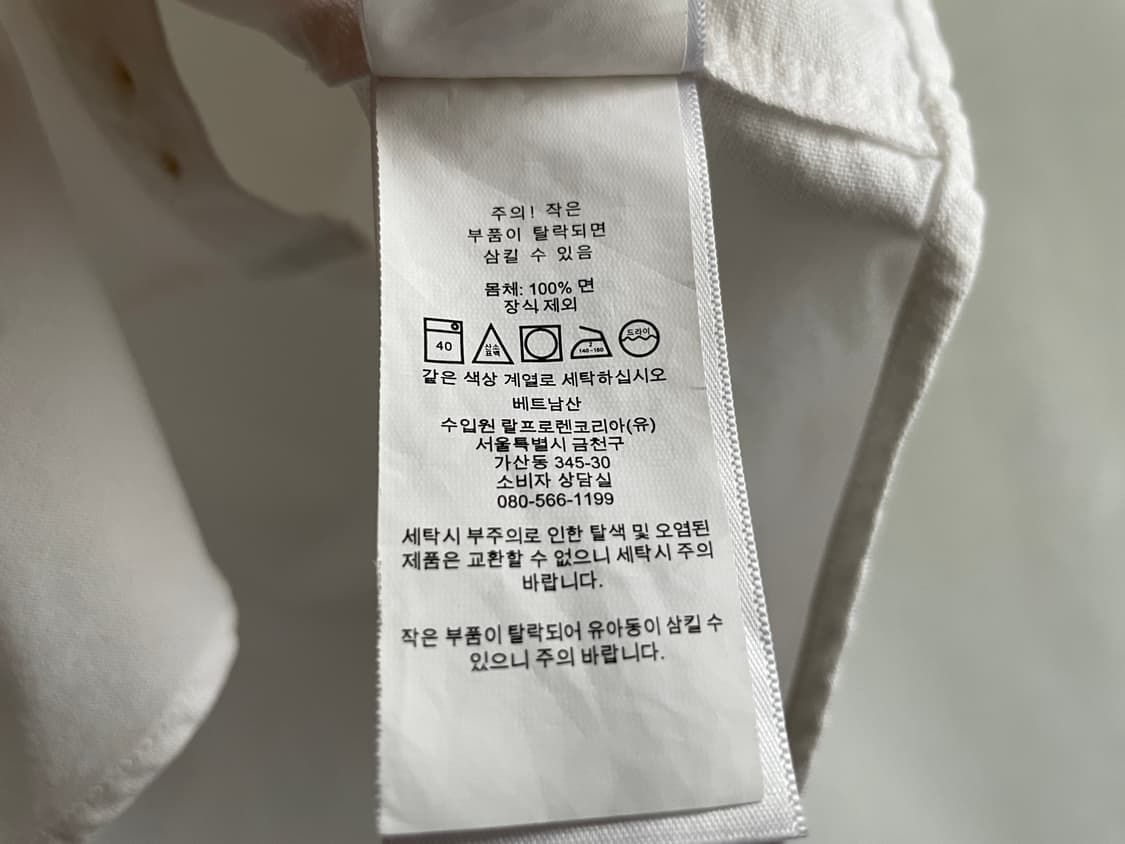 주의! 작은
부품이 탈락되면
삼킬 수 있음
몸체: 100% 면
장식 제외
40 산소 표백 2 140~160 드라이
같은 색상 계열로 세탁하십시오
베트남산
수입원 랄프로렌코리아(유)
서울특별시 금천구
가산동 345-30
소비자 상담실
080-566-1199
세탁시 부주의로 인한 탈색 및 오염된
제품은 교환할 수 없으니 세탁시 주의
바랍니다.
작은 부품이 탈락되어 유아동이 삼킬 수
있으니 주의 바랍니다.